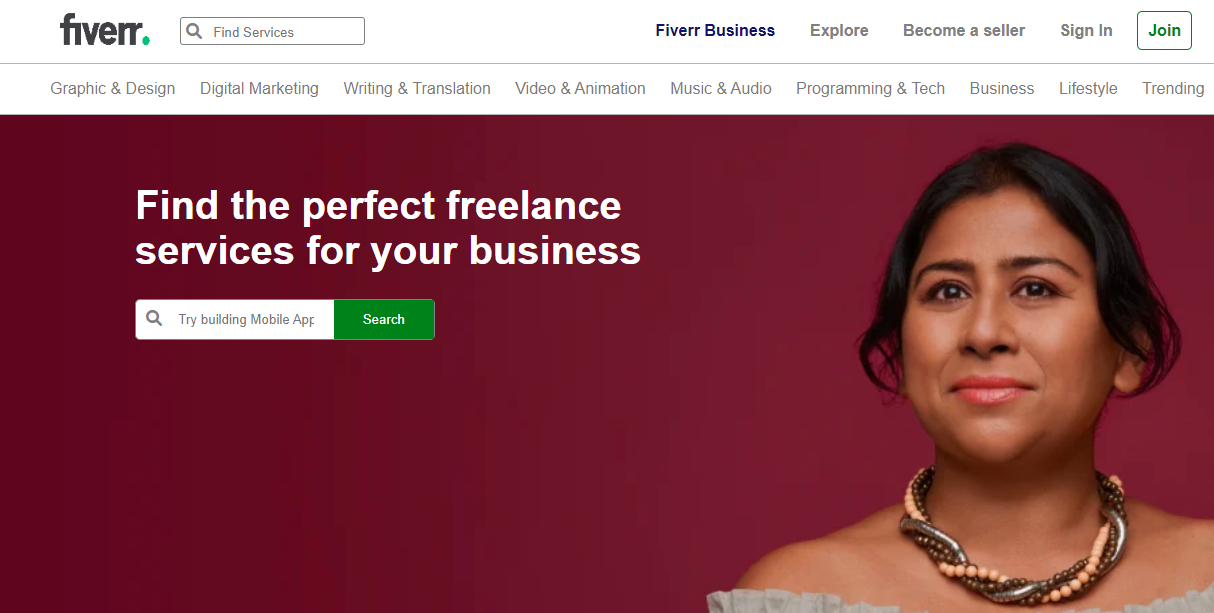 fiverr.
Find Services
Fiverr Business
Explore
Become a seller
Sign In
Join
Graphic & Design
Digital Marketing
Writing & Translation
Video & Animation
Music & Audio
Programming & Tech
Business
Lifestyle
Trending
Find the perfect freelance
services for your business
Try building Mobile App
Search